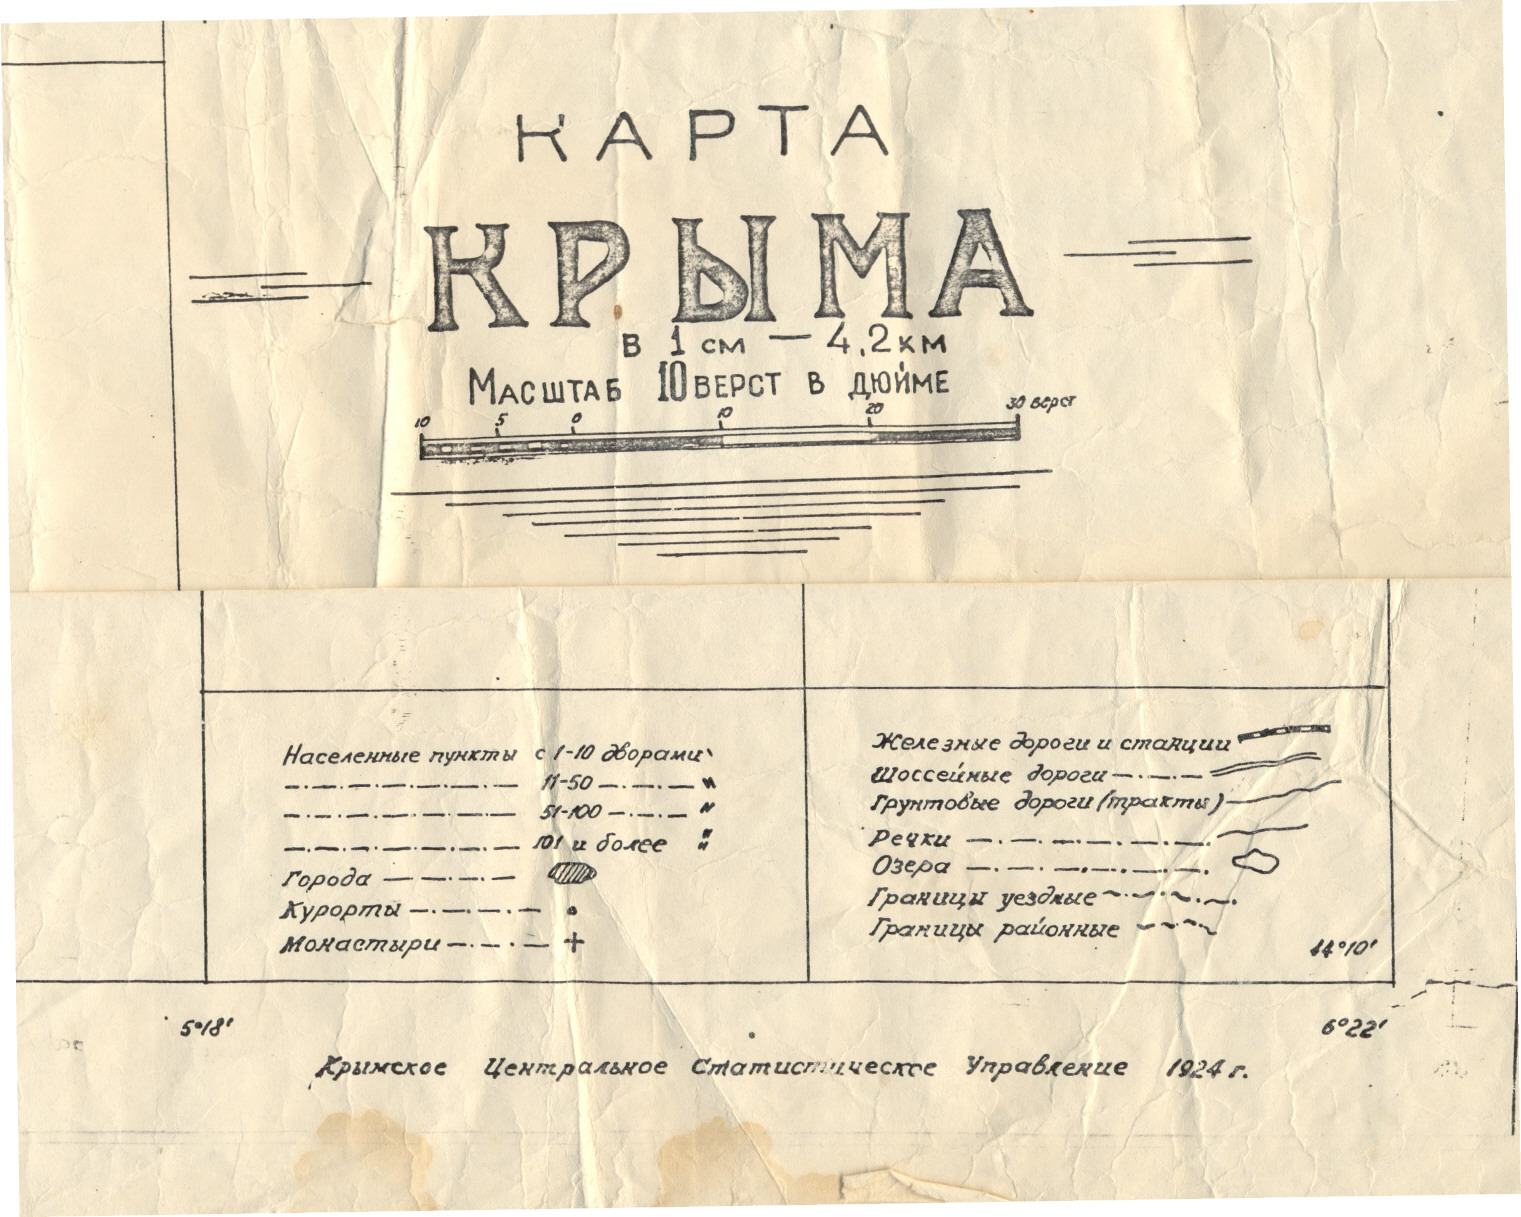 КАРТА
КРЫМА
в 1 см — 4,2 км
Масштаб 10 верст в дюйме
10 5 0 10 20 30 верст
Населенные пункты с 1-10 дворами
11-50 "
51-100 "
101 и более "
Города
Курорты
Монастыри
Железные дороги и станции
Шоссейные дороги
Грунтовые дороги (тракты)
Речки
Озера
Границы уездные
Границы районные
44°10'
5°18'
6°22'
Крымское Центральное Статистическое Управление 1924 г.